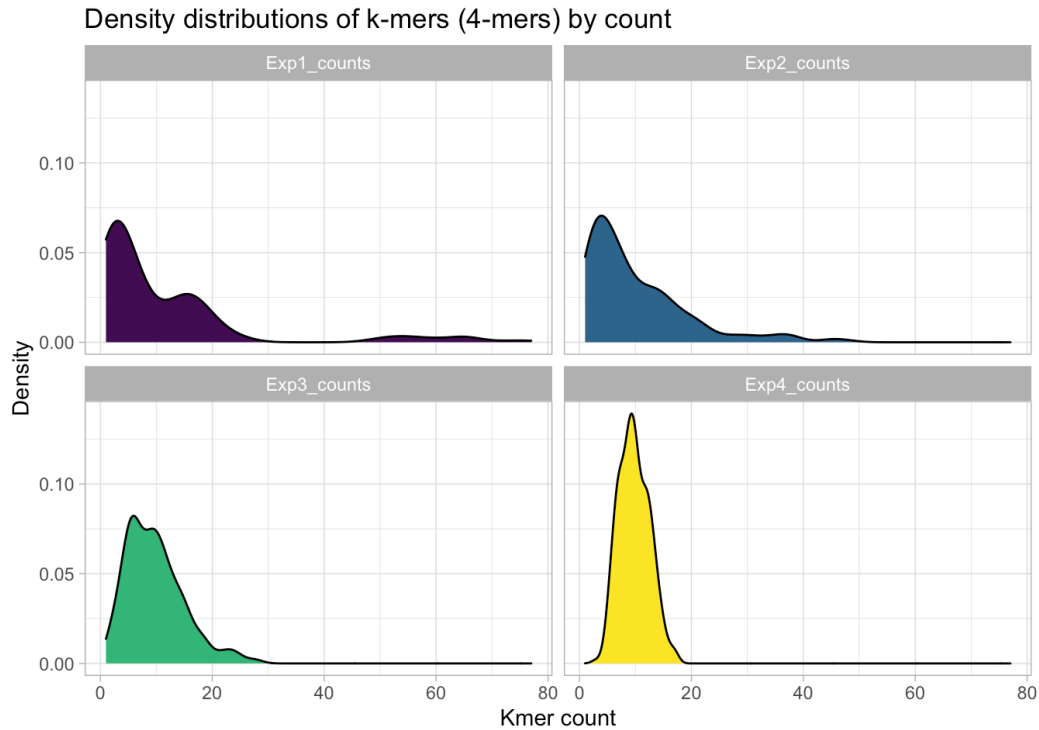 Density distributions of k-mers (4-mers) by count
Exp1_counts
Exp2_counts
0.10
0.05
0.00
Exp3_counts
Exp4_counts
0.10
0.05
0.00
Density
0 20 40 60 80
0 20 40 60 80
Kmer count